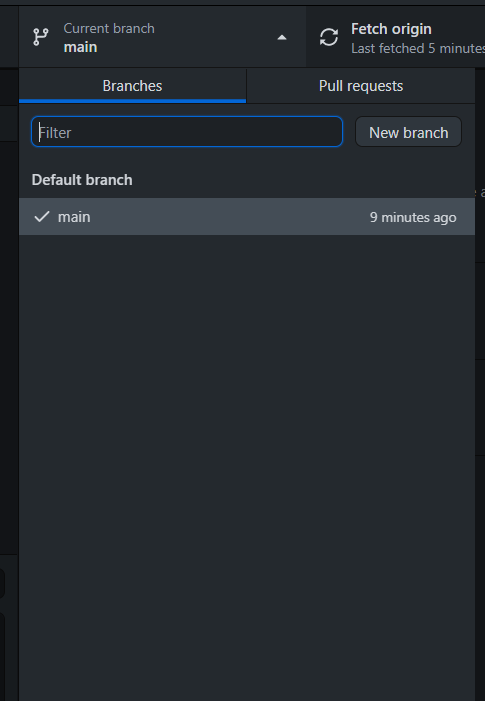 Current branch
main
Fetch origin
Last fetched 5 minutes
Branches
Pull requests
Filter
New branch
Default branch
main
9 minutes ago